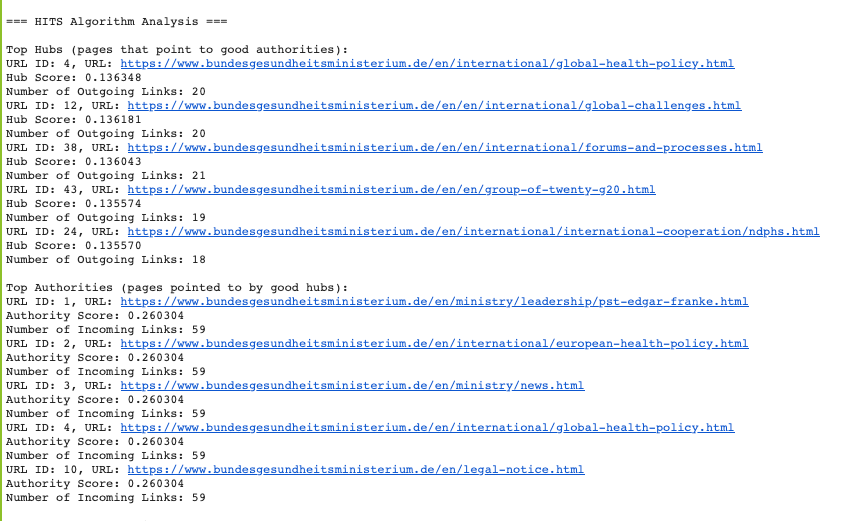 === HITS Algorithm Analysis ===
Top Hubs (pages that point to good authorities):
URL ID: 4, URL: https://www.bundesgesundheitsministerium.de/en/international/global-health-policy.html
Hub Score: 0.136348
Number of Outgoing Links: 20
URL ID: 12, URL: https://www.bundesgesundheitsministerium.de/en/en/international/global-challenges.html
Hub Score: 0.136181
Number of Outgoing Links: 20
URL ID: 38, URL: https://www.bundesgesundheitsministerium.de/en/en/international/forums-and-processes.html
Hub Score: 0.136043
Number of Outgoing Links: 21
URL ID: 43, URL: https://www.bundesgesundheitsministerium.de/en/en/group-of-twenty-g20.html
Hub Score: 0.135574
Number of Outgoing Links: 19
URL ID: 24, URL: https://www.bundesgesundheitsministerium.de/en/international/international-cooperation/ndphs.html
Hub Score: 0.135570
Number of Outgoing Links: 18
Top Authorities (pages pointed to by good hubs):
URL ID: 1, URL: https://www.bundesgesundheitsministerium.de/en/ministry/leadership/pst-edgar-franke.html
Authority Score: 0.260304
Number of Incoming Links: 59
URL ID: 2, URL: https://www.bundesgesundheitsministerium.de/en/international/european-health-policy.html
Authority Score: 0.260304
Number of Incoming Links: 59
URL ID: 3, URL: https://www.bundesgesundheitsministerium.de/en/ministry/news.html
Authority Score: 0.260304
Number of Incoming Links: 59
URL ID: 4, URL: https://www.bundesgesundheitsministerium.de/en/international/global-health-policy.html
Authority Score: 0.260304
Number of Incoming Links: 59
URL ID: 10, URL: https://www.bundesgesundheitsministerium.de/en/legal-notice.html
Authority Score: 0.260304
Number of Incoming Links: 59